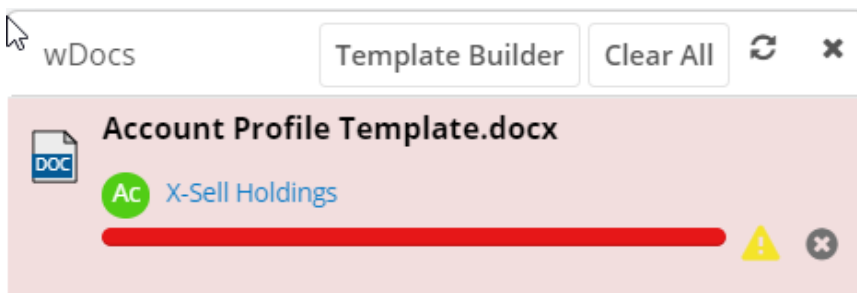 wDocs Template Builder Clear All
Account Profile Template.docx
DOC
Ac X-Sell Holdings